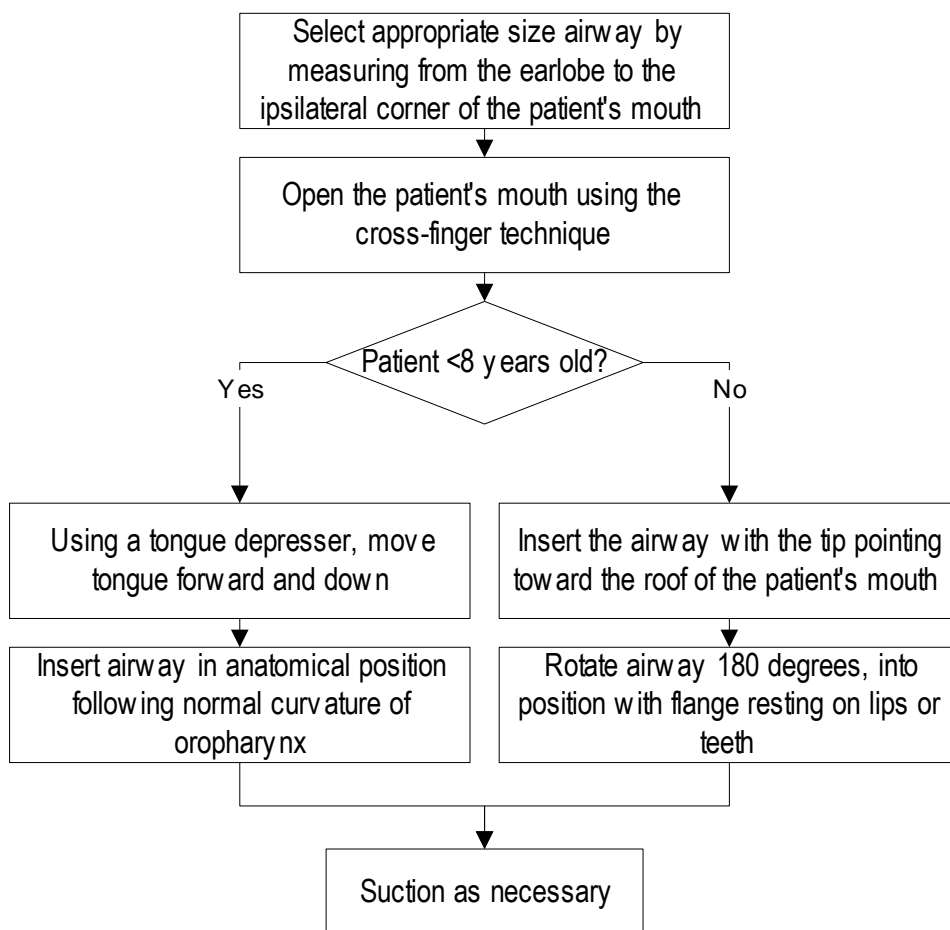 Select appropriate size airway by
measuring from the earlobe to the
ipsilateral corner of the patient's mouth
Open the patient's mouth using the
cross-finger technique
Patient <8 years old?
Yes
No
Using a tongue depresser, move
tongue forward and down
Insert the airway with the tip pointing
toward the roof of the patient's mouth
Insert airway in anatomical position
following normal curvature of
oropharynx
Rotate airway 180 degrees, into
position with flange resting on lips or
teeth
Suction as necessary